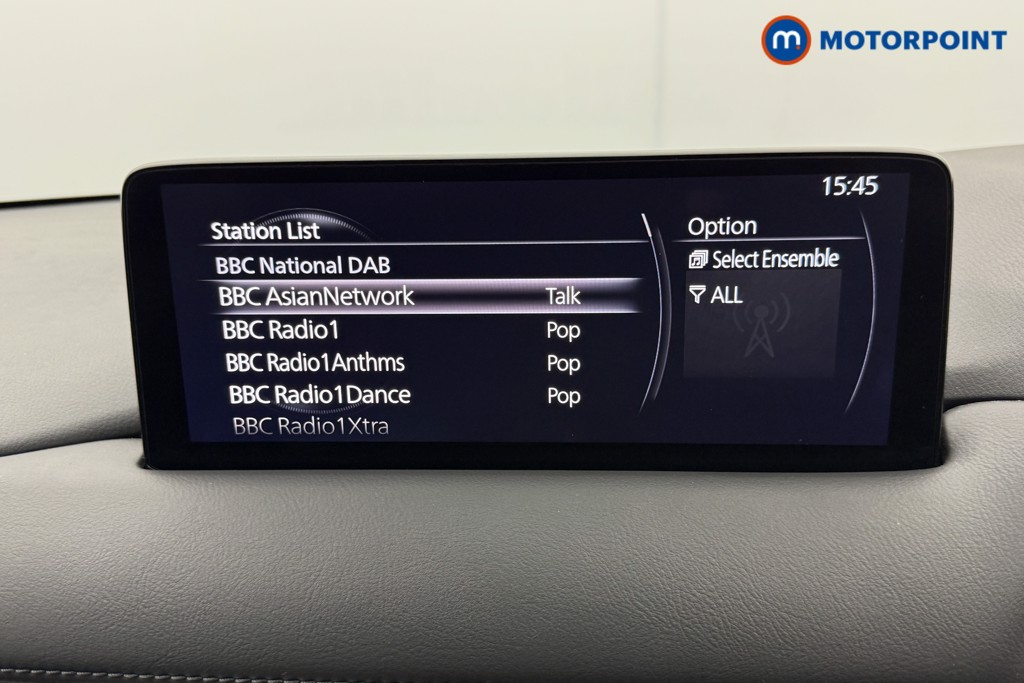 m MOTORPOINT
15:45
Station List
BBC National DAB
BBC AsianNetwork Talk
BBC Radio1 Pop
BBC Radio1Anthms Pop
BBC Radio1Dance Pop
BBC Radio1Xtra
Option
Select Ensemble
ALL